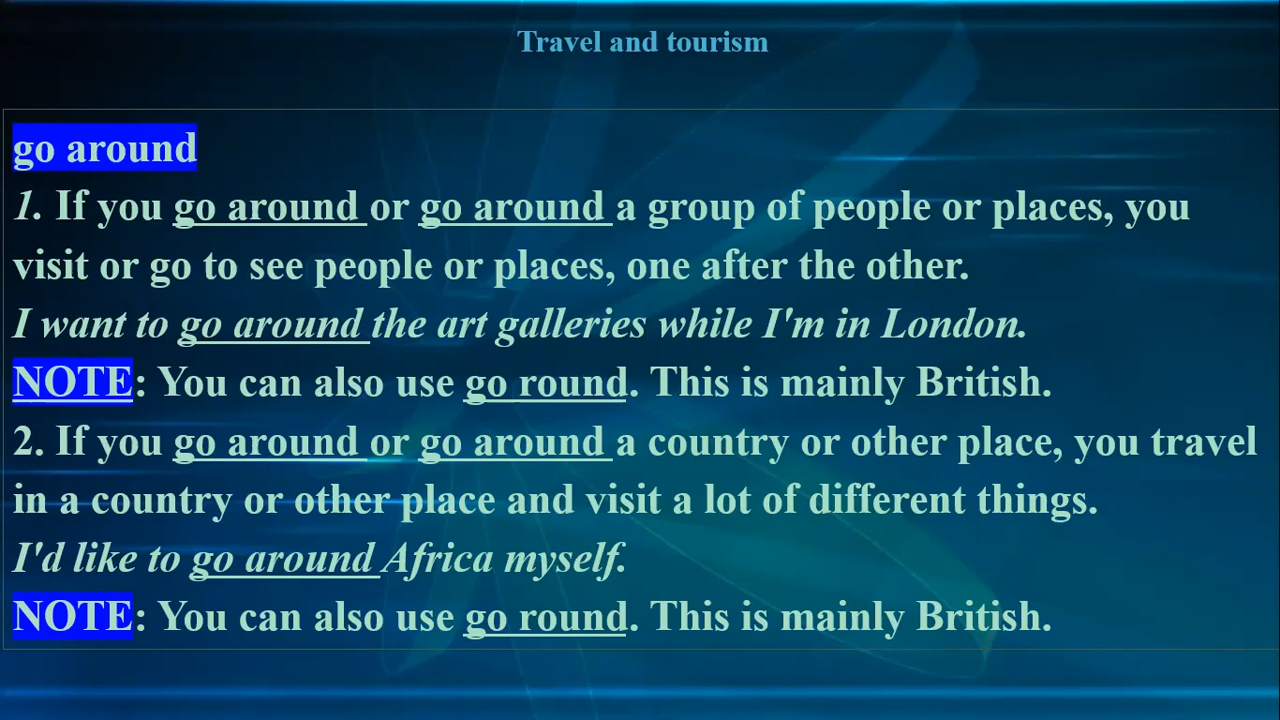 Travel and tourism
go around
1. If you go around or go around a group of people or places, you
visit or go to see people or places, one after the other.
I want to go around the art galleries while I'm in London.
NOTE: You can also use go round. This is mainly British.
2. If you go around or go around a country or other place, you travel
in a country or other place and visit a lot of different things.
I'd like to go around Africa myself.
NOTE: You can also use go round. This is mainly British.